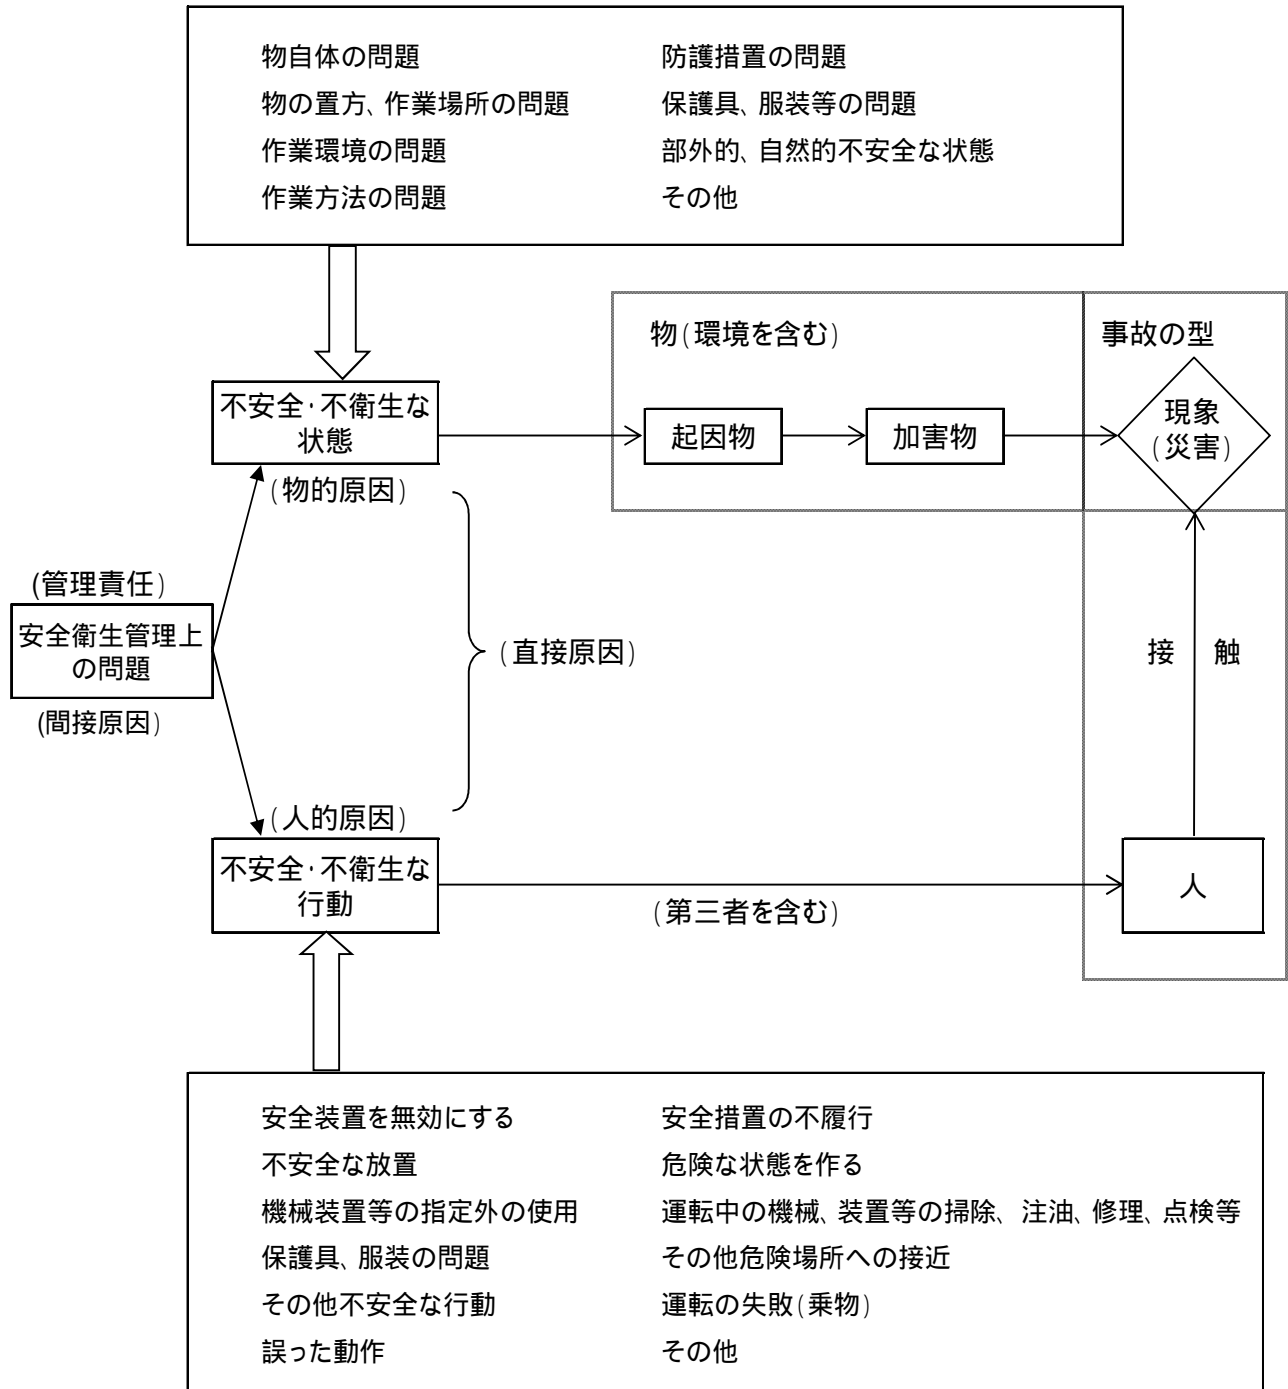 物自体の問題
防護措置の問題
物の置方、作業場所の問題
保護具、服装等の問題
作業環境の問題
部外的、自然的不安全な状態
作業方法の問題
その他
物(環境を含む)
事故の型
不安全・不衛生な
状態
起因物
加害物
現象
(災害)
(物的原因)
(管理責任)
安全衛生管理上
の問題
(間接原因)
(直接原因)
接 触
(人的原因)
不安全・不衛生な
行動
(第三者を含む)
人
安全装置を無効にする
安全措置の不履行
不安全な放置
危険な状態を作る
機械装置等の指定外の使用
運転中の機械、装置等の掃除、注油、修理、点検等
保護具、服装の問題
その他危険場所への接近
その他不安全な行動
運転の失敗(乗物)
誤った動作
その他